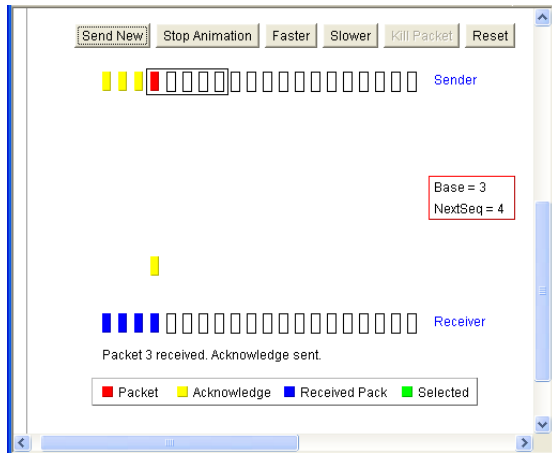 Send New Stop Animation Faster Slower Kill Packet Reset
Sender
Base = 3
NextSeq = 4
Receiver
Packet 3 received. Acknowledge sent.
Packet Acknowledge Received Pack Selected